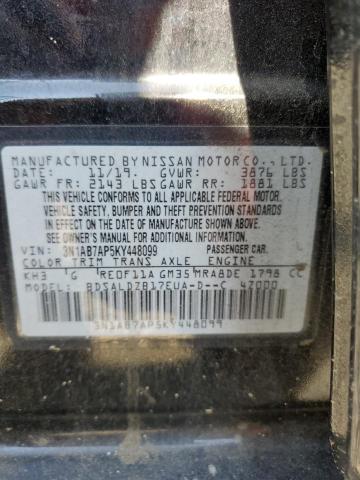 MANUFACTURED BY NISSAN MOTOR CO., LTD.
DATE: 11/19. GVWR: 3876 LBS
GAWR FR: 2143 LBS GAWR RR: 1881 LBS
THIS VEHICLE CONFORMS TO ALL APPLICABLE FEDERAL MOTOR
VEHICLE SAFETY, BUMPER AND THEFT PREVENTION STANDARDS
IN EFFECT ON THE DATE OF MANUFACTURE SHOWN ABOVE.
SEE OWNER'S MANUAL FOR MORE INFORMATION.
VIN: 3N1AB7AP5KY448099 PASSENGER CAR.
COLOR TRIM TRANS AXLE ENGINE
KH3 G RE0F11A GM35 MRA8DE 1798 CC
MODEL: BDSALDZB17EUA-D--C 4Z000
3N1AB7AP5KY448099